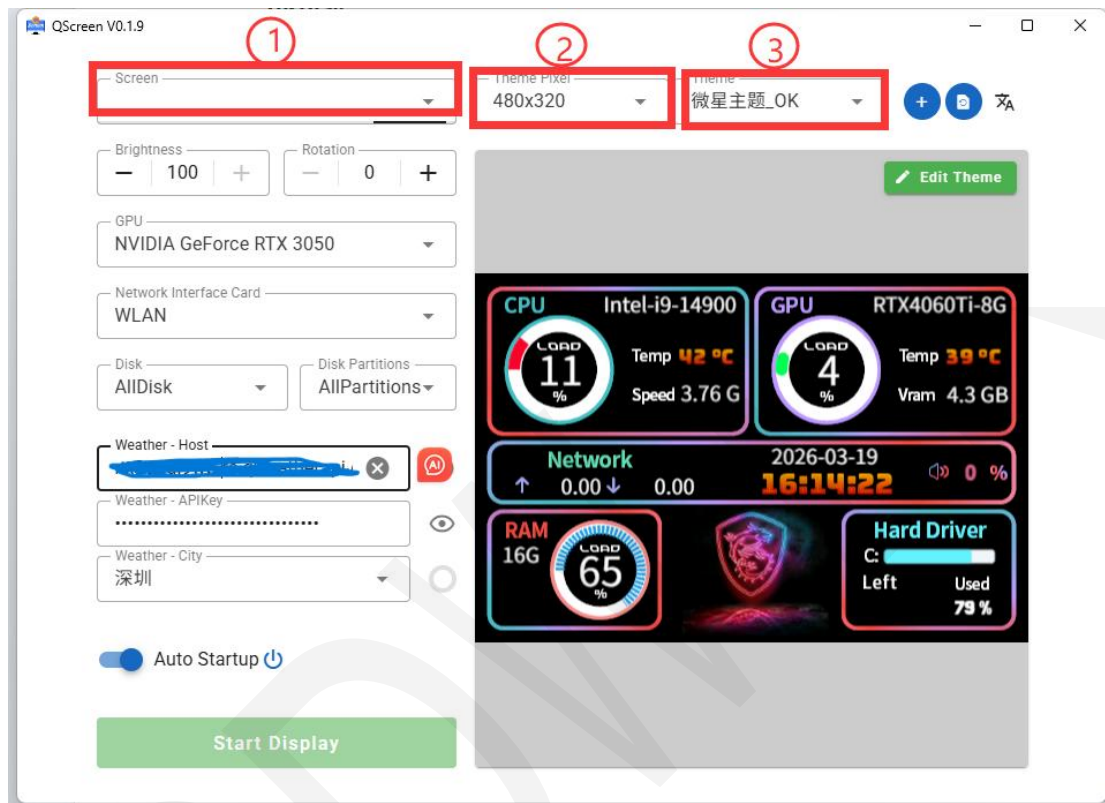 QScreen V0.1.9
1
2
3
Screen
Theme Pixel
480x320
Theme
微星主题_OK
Brightness
100
Rotation
0
Edit Theme
GPU
NVIDIA GeForce RTX 3050
Network Interface Card
WLAN
Disk
AllDisk
Disk Partitions
AllPartitions
Weather - Host
Weather - APIKey
Weather - City
深圳
Auto Startup
Start Display
CPU Intel-i9-14900
LOAD
11
%
Temp 42 °C
Speed 3.76 G
GPU RTX4060Ti-8G
LOAD
4
%
Temp 39 °C
Vram 4.3 GB
Network
0.00 0.00
2026-03-19
16:14:22
0 %
RAM
16G
LOAD
65
%
Hard Driver
C:
Left Used
79 %